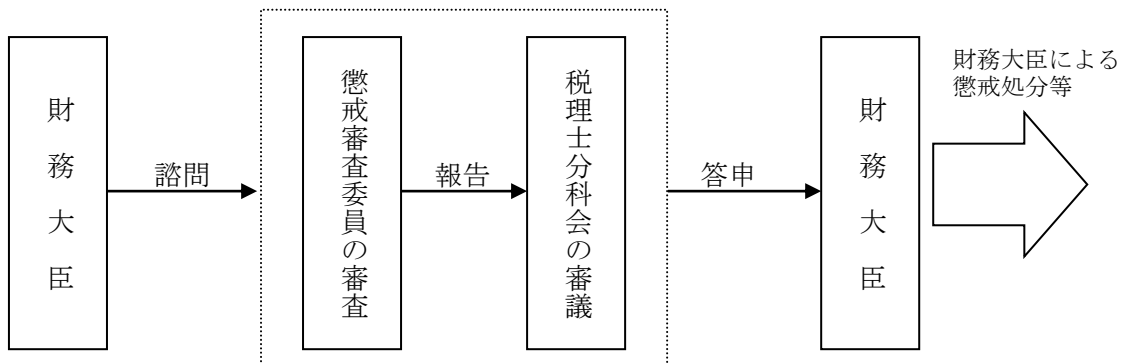 財務大臣
諮問
懲戒審査委員の審査
報告
税理士分科会の審議
答申
財務大臣
財務大臣による
懲戒処分等